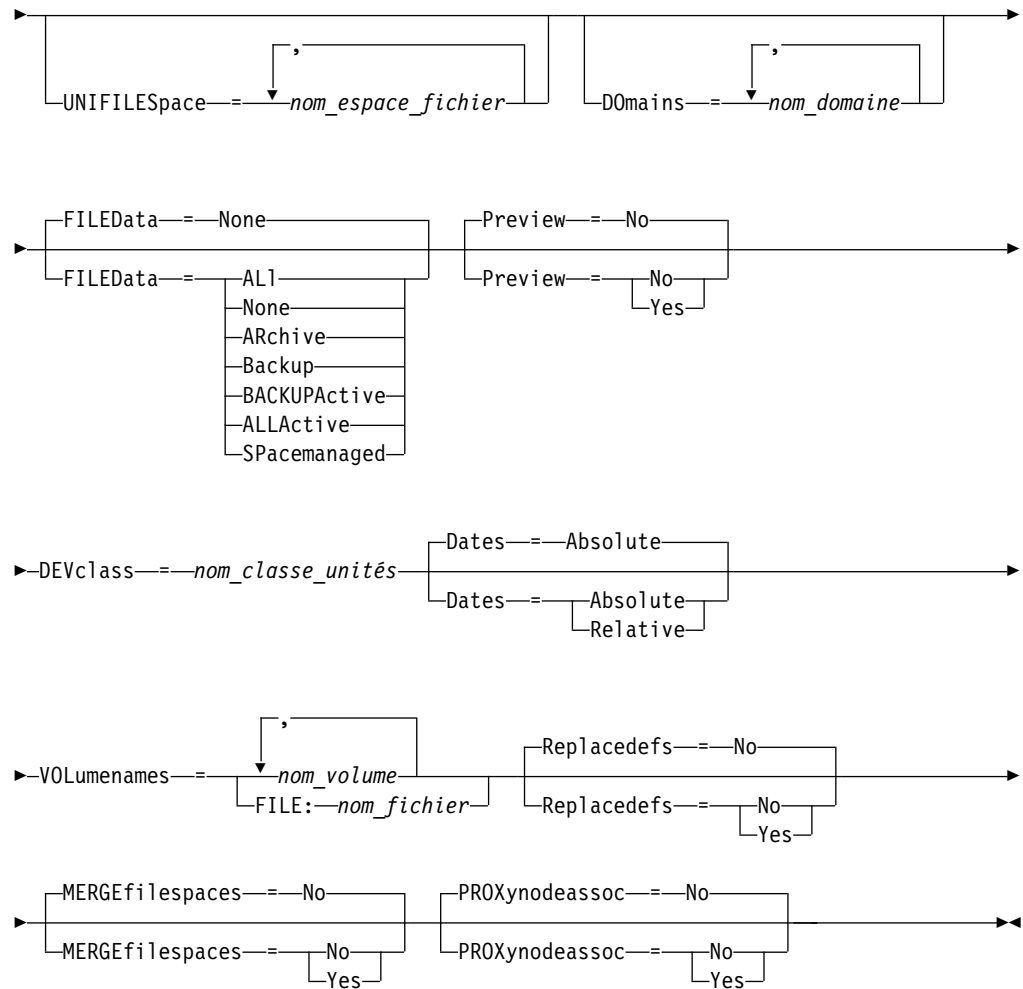 ,
,
UNIFILESpace = nom_espace_fichier
DOmains = nom_domaine
FILEData = None
Preview = No
FILEData = ALl
None
ARchive
Backup
BACKUPActive
ALLActive
SPacemanaged
Preview = No
Yes
DEVclass = nom_classe_unités
Dates = Absolute
Dates = Absolute
Relative
,
VOLumenames = nom_volume
FILE: nom_fichier
Replacedefs = No
Replacedefs = No
Yes
MERGEfilespaces = No
PROXynodeassoc = No
MERGEfilespaces = No
Yes
PROXynodeassoc = No
Yes